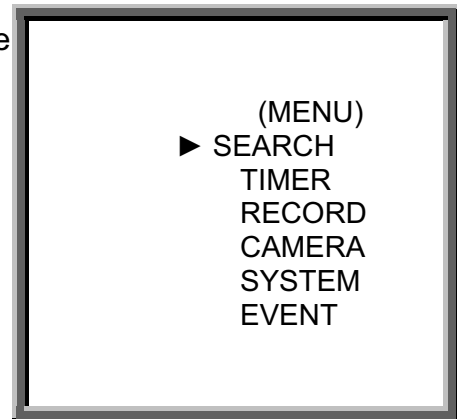 e
(MENU)
► SEARCH
TIMER
RECORD
CAMERA
SYSTEM
EVENT